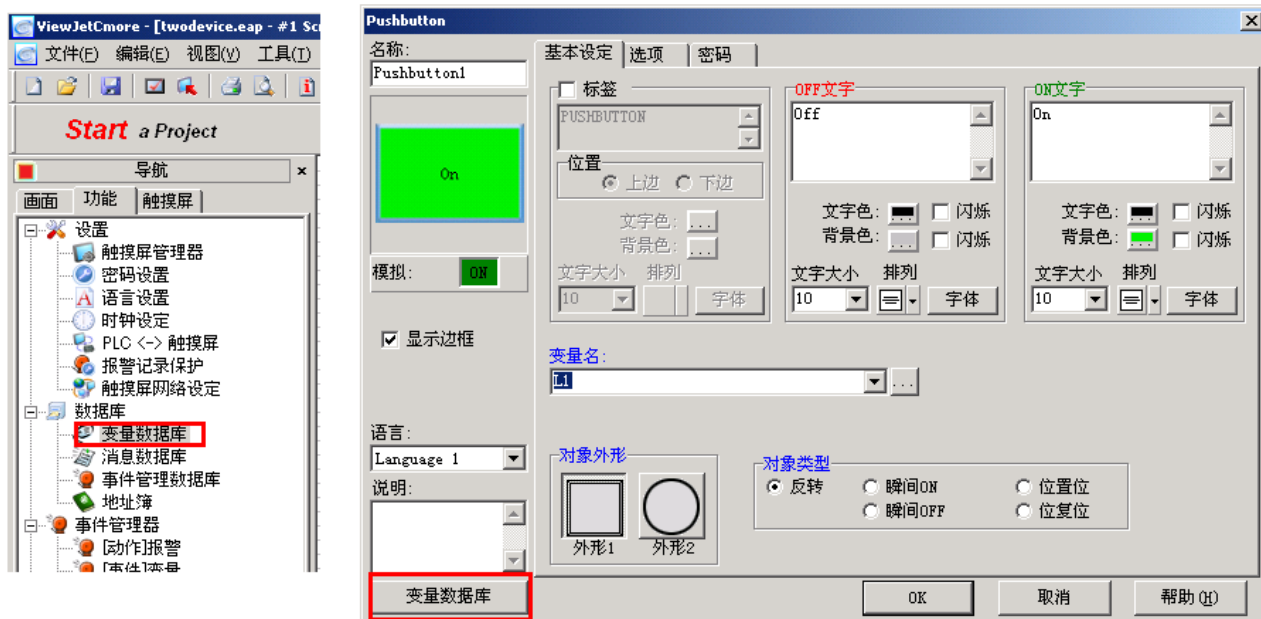 ViewJetCmore - [twodevice.eap - #1 Sc
文件(F) 编辑(E) 视图(V) 工具(T)
Start a Project
导航
画面 功能 触摸屏
设置
触摸屏管理器
密码设置
语言设置
时钟设定
PLC <-> 触摸屏
报警记录保护
触摸屏网络设定
数据库
变量数据库
消息数据库
事件管理数据库
地址簿
事件管理器
[动作]报警
[事件]变量
Pushbutton
名称:
Pushbutton1
On
模拟: ON
显示边框
语言:
Language 1
说明:
变量数据库
基本设定 选项 密码
标签
PUSHBUTTON
位置
上边 下边
文字色: ...
背景色: ...
文字大小 排列
10 字体
OFF文字
Off
文字色: 闪烁
背景色: ... 闪烁
文字大小 排列
10 字体
ON文字
On
文字色: 闪烁
背景色: 闪烁
文字大小 排列
10 字体
变量名:
L1 ...
对象外形
外形1 外形2
对象类型
反转 瞬间ON 位置位
瞬间OFF 位复位
OK 取消 帮助(H)